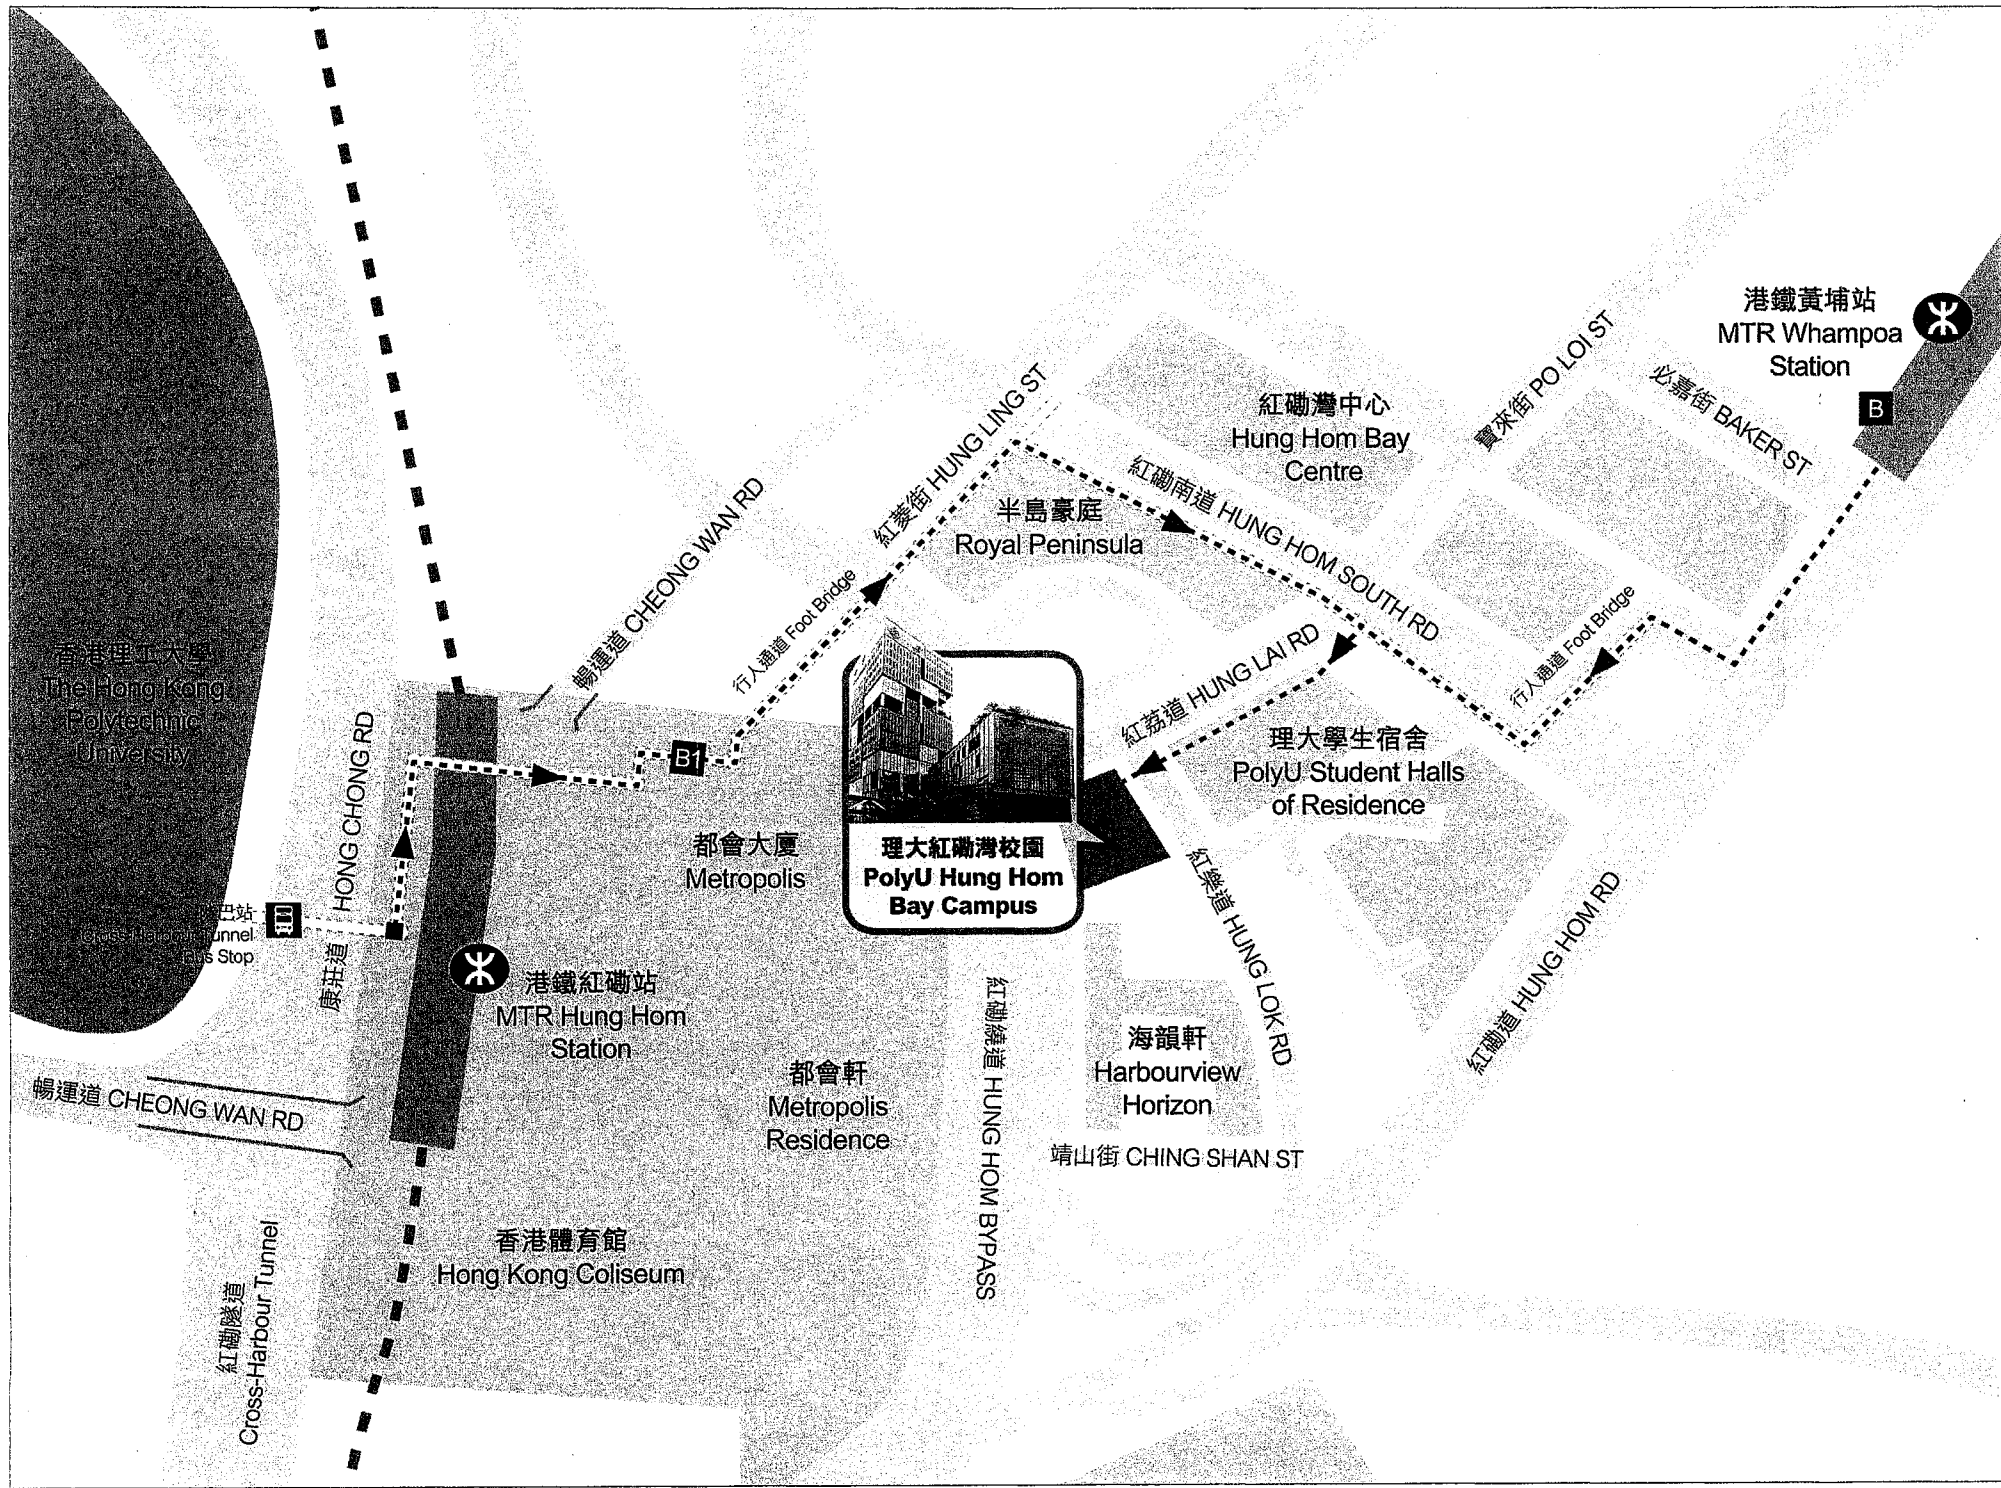 港鐵黃埔站
MTR Whampoa
Station
B
寶來街 PO LOI ST
必嘉街 BAKER ST
紅磡灣中心
Hung Hom Bay
Centre
紅菱街 HUNG LING ST
紅磡南道 HUNG HOM SOUTH RD
半島豪庭
Royal Peninsula
暢運道 CHEONG WAN RD
行人通道 Foot Bridge
行人通道 Foot Bridge
紅荔道 HUNG LAI RD
香港理工大學
The Hong Kong
Polytechnic
University
HONG CHONG RD
康莊道
B1
理大學生宿舍
PolyU Student Halls
of Residence
都會大廈
Metropolis
理大紅磡灣校園
PolyU Hung Hom
Bay Campus
紅樂道 HUNG LOK RD
紅磡道 HUNG HOM RD
巴站
Cross-Harbour Tunnel
Bus Stop
港鐵紅磡站
MTR Hung Hom
Station
紅磡繞道 HUNG HOM BYPASS
海韻軒
Harbourview
Horizon
都會軒
Metropolis
Residence
暢運道 CHEONG WAN RD
靖山街 CHING SHAN ST
香港體育館
Hong Kong Coliseum
紅磡隧道
Cross-Harbour Tunnel